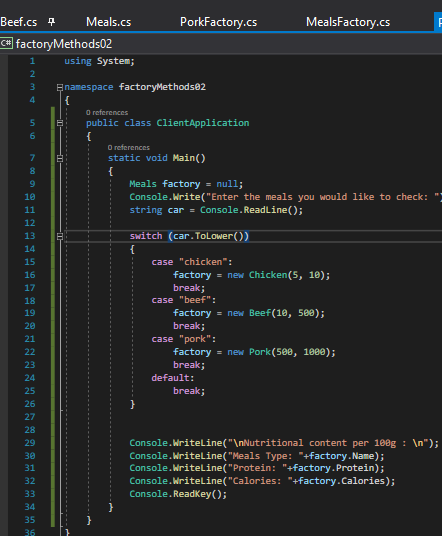 Beef.cs Meals.cs PorkFactory.cs MealsFactory.cs
C# factoryMethods02
1 using System;
2
3 namespace factoryMethods02
4 {
0 references
5 public class ClientApplication
6 {
0 references
7 static void Main()
8 {
9 Meals factory = null;
10 Console.Write("Enter the meals you would like to check: "
11 string car = Console.ReadLine();
12
13 switch (car.ToLower())
14 {
15 case "chicken":
16 factory = new Chicken(5, 10);
17 break;
18 case "beef":
19 factory = new Beef(10, 500);
20 break;
21 case "pork":
22 factory = new Pork(500, 1000);
23 break;
24 default:
25 break;
26 }
27
28
29 Console.WriteLine("\nNutritional content per 100g : \n");
30 Console.WriteLine("Meals Type: "+factory.Name);
31 Console.WriteLine("Protein: "+factory.Protein);
32 Console.WriteLine("Calories: "+factory.Calories);
33 Console.ReadKey();
34 }
35 }
36 }